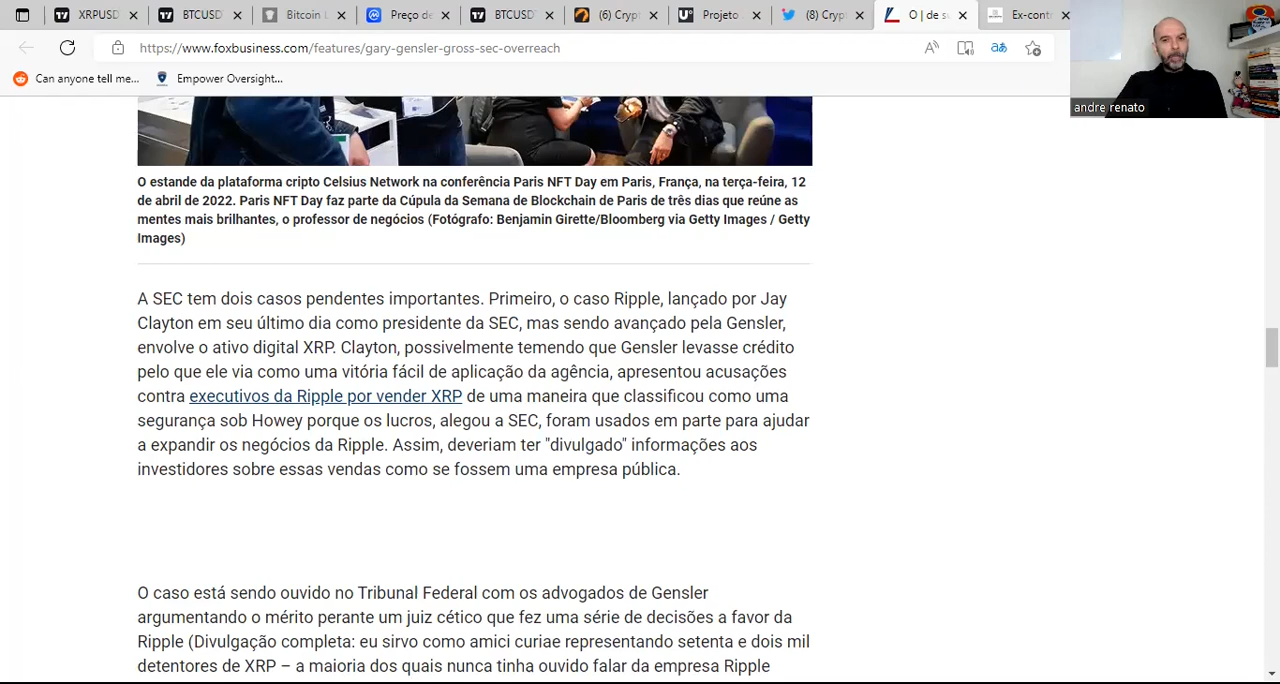 XRPUSD
BTCUSD
Bitcoin
Preço de
BTCUSD
(6) Cryp
Projeto
(8) Cryp
O | de s
Ex-cont
https://www.foxbusiness.com/features/gary-gensler-gross-sec-overreach
Can anyone tell me...
Empower Oversight...
andre renato
O estande da plataforma cripto Celsius Network na conferência Paris NFT Day em Paris, França, na terça-feira, 12
de abril de 2022. Paris NFT Day faz parte da Cúpula da Semana de Blockchain de Paris de três dias que reúne as
mentes mais brilhantes, o professor de negócios (Fotógrafo: Benjamin Girette/Bloomberg via Getty Images / Getty
Images)
A SEC tem dois casos pendentes importantes. Primeiro, o caso Ripple, lançado por Jay
Clayton em seu último dia como presidente da SEC, mas sendo avançado pela Gensler,
envolve o ativo digital XRP. Clayton, possivelmente temendo que Gensler levasse crédito
pelo que ele via como uma vitória fácil de aplicação da agência, apresentou acusações
contra executivos da Ripple por vender XRP de uma maneira que classificou como uma
segurança sob Howey porque os lucros, alegou a SEC, foram usados em parte para ajudar
a expandir os negócios da Ripple. Assim, deveriam ter "divulgado" informações aos
investidores sobre essas vendas como se fossem uma empresa pública.
O caso está sendo ouvido no Tribunal Federal com os advogados de Gensler
argumentando o mérito perante um juiz cético que fez uma série de decisões a favor da
Ripple (Divulgação completa: eu sirvo como amici curiae representando setenta e dois mil
detentores de XRP – a maioria dos quais nunca tinha ouvido falar da empresa Ripple